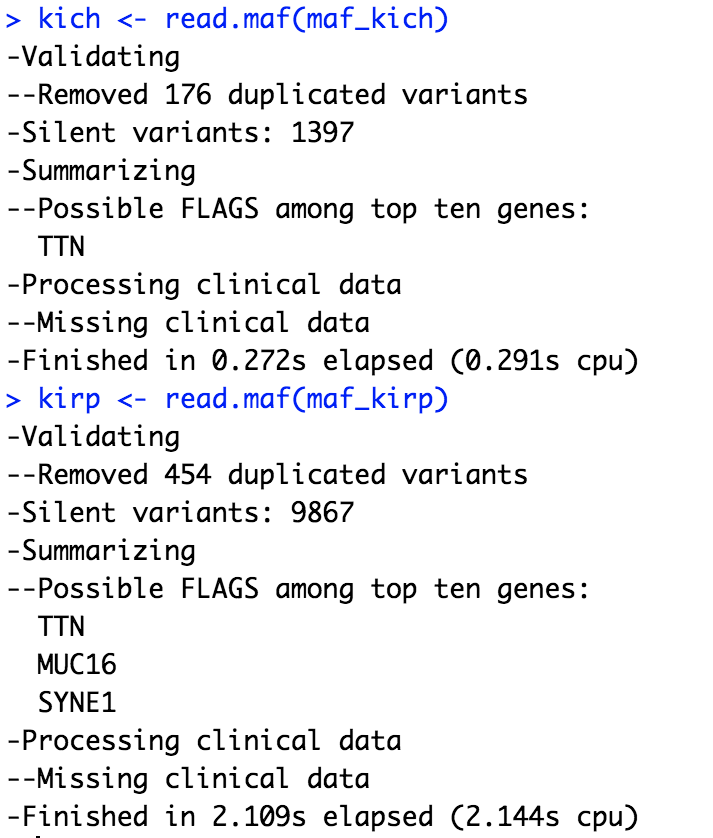 > kich <- read.maf(maf_kich)
-Validating
--Removed 176 duplicated variants
-Silent variants: 1397
-Summarizing
--Possible FLAGS among top ten genes:
  TTN
-Processing clinical data
--Missing clinical data
-Finished in 0.272s elapsed (0.291s cpu)
> kirp <- read.maf(maf_kirp)
-Validating
--Removed 454 duplicated variants
-Silent variants: 9867
-Summarizing
--Possible FLAGS among top ten genes:
  TTN
  MUC16
  SYNE1
-Processing clinical data
--Missing clinical data
-Finished in 2.109s elapsed (2.144s cpu)